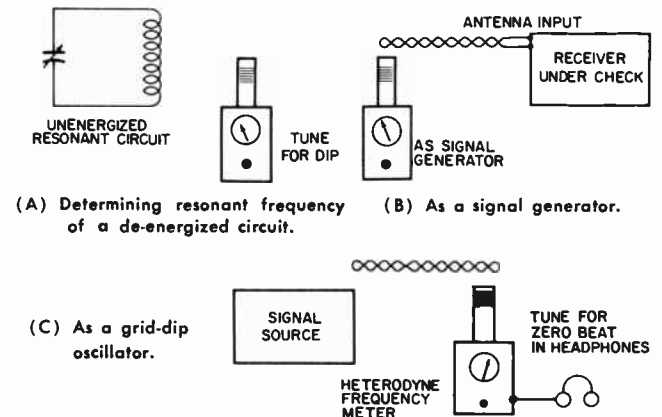 ANTENNA INPUT
RECEIVER
UNDER CHECK
UNENERGIZED
RESONANT CIRCUIT
TUNE
FOR DIP
AS SIGNAL
GENERATOR
(A) Determining resonant frequency
of a de-energized circuit.
(B) As a signal generator.
(C) As a grid-dip
oscillator.
SIGNAL
SOURCE
TUNE FOR
ZERO BEAT
IN HEADPHONES
HETERODYNE
FREQUENCY
METER